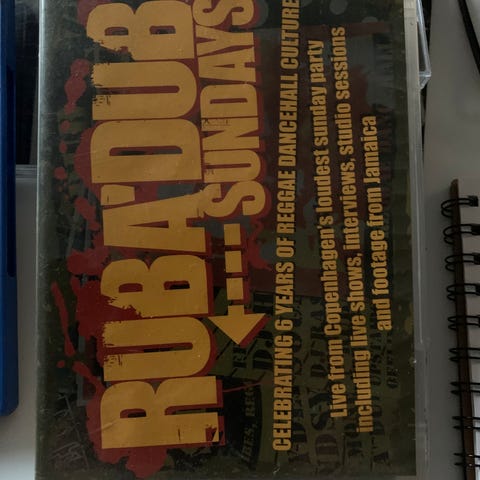 RUB A'DUB
SUNDAYS
CELEBRATING 6 YEARS OF REGGAE DANCEHALL CULTURE
Live from Copenhagen's loudest sunday party
including live shows, interviews, studio sessions
and footage from Jamaica